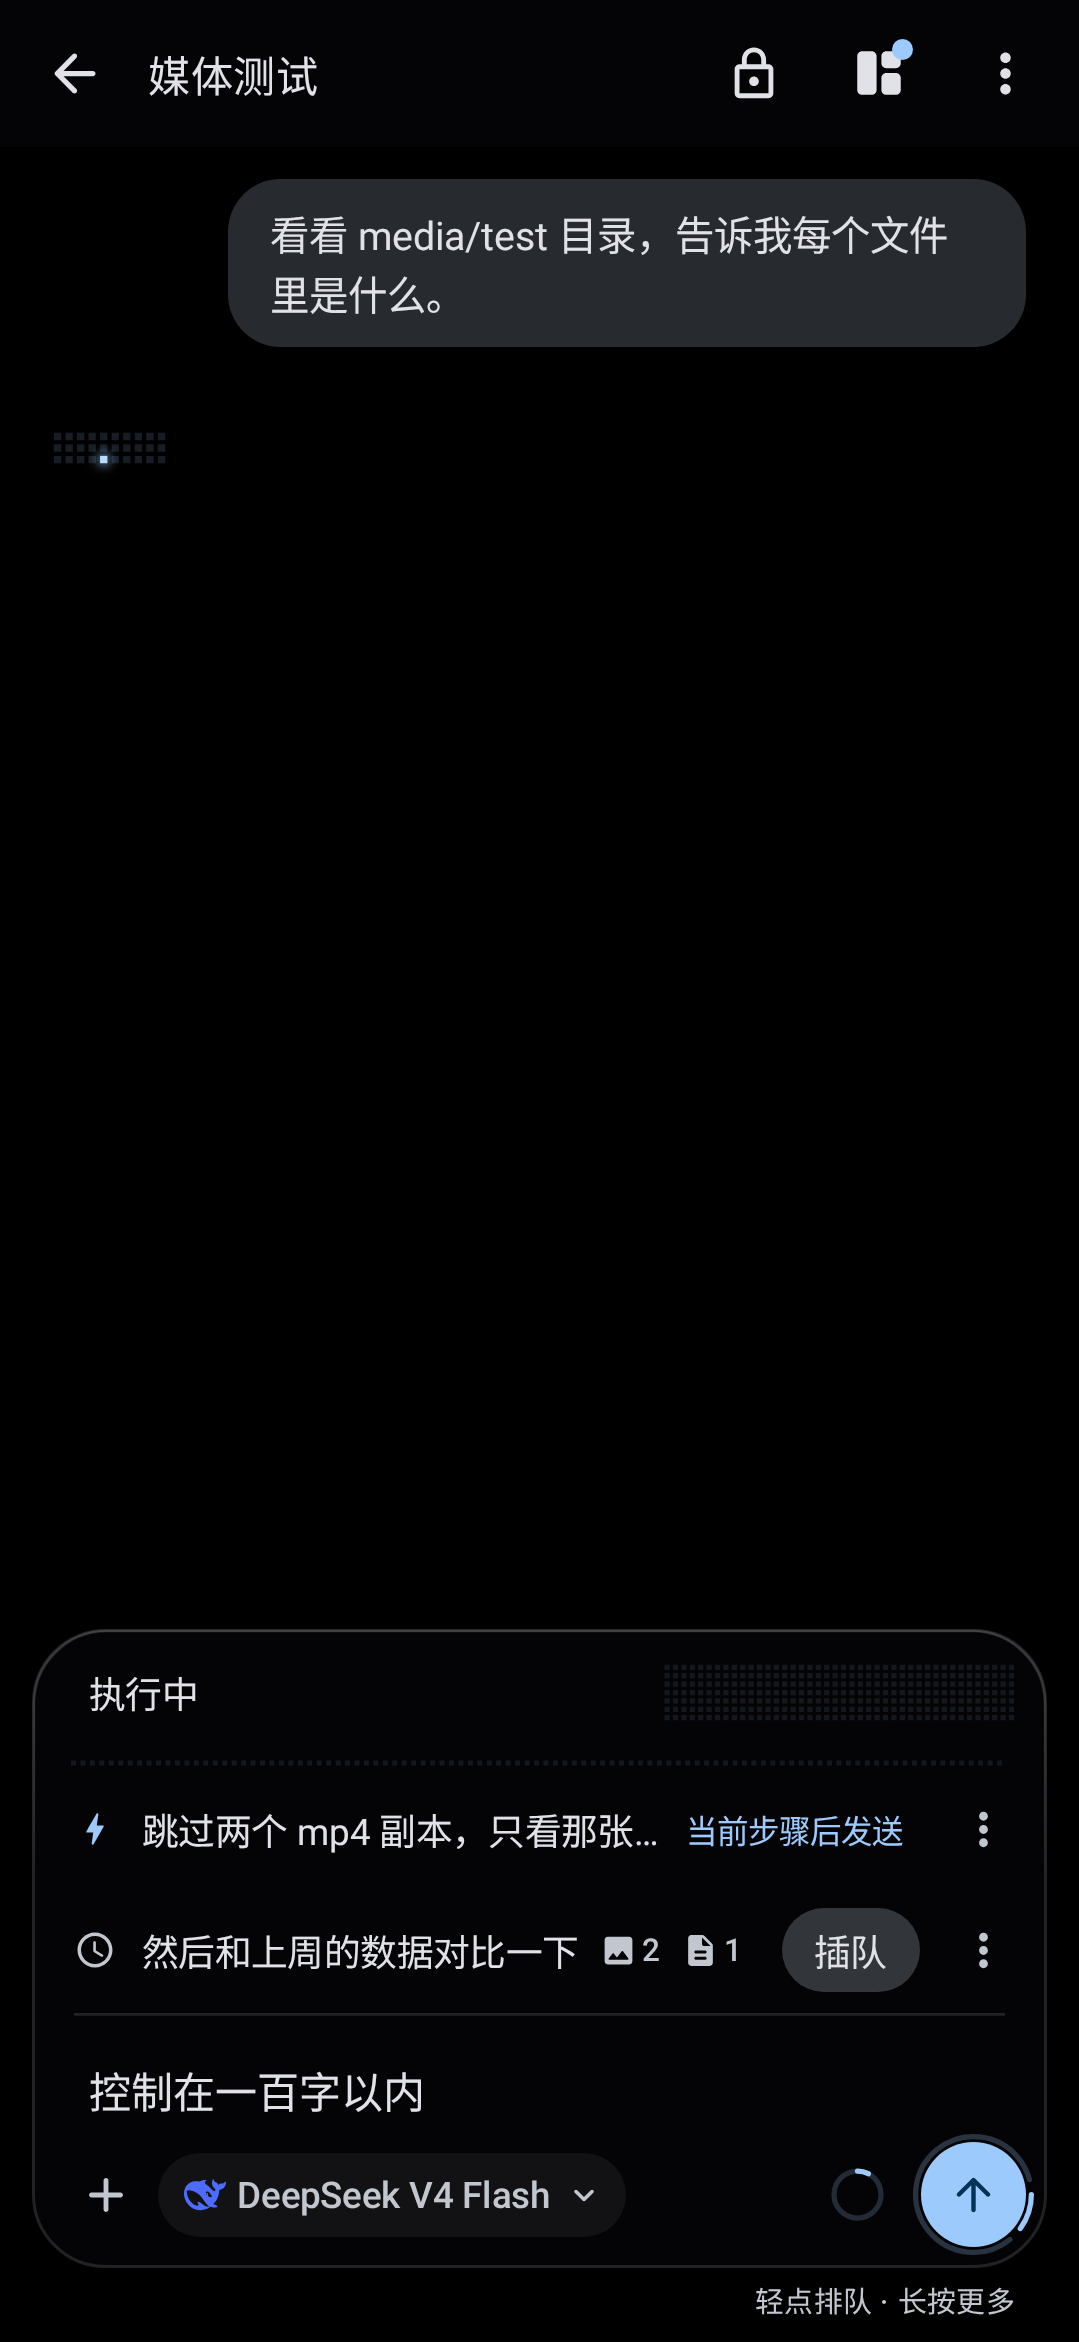 媒体测试
看看 media/test 目录，告诉我每个文件
里是什么。
执行中
跳过两个 mp4 副本，只看那张... 当前步骤后发送
然后和上周的数据对比一下 2 1 插队
控制在一百字以内
DeepSeek V4 Flash
轻点排队 · 长按更多